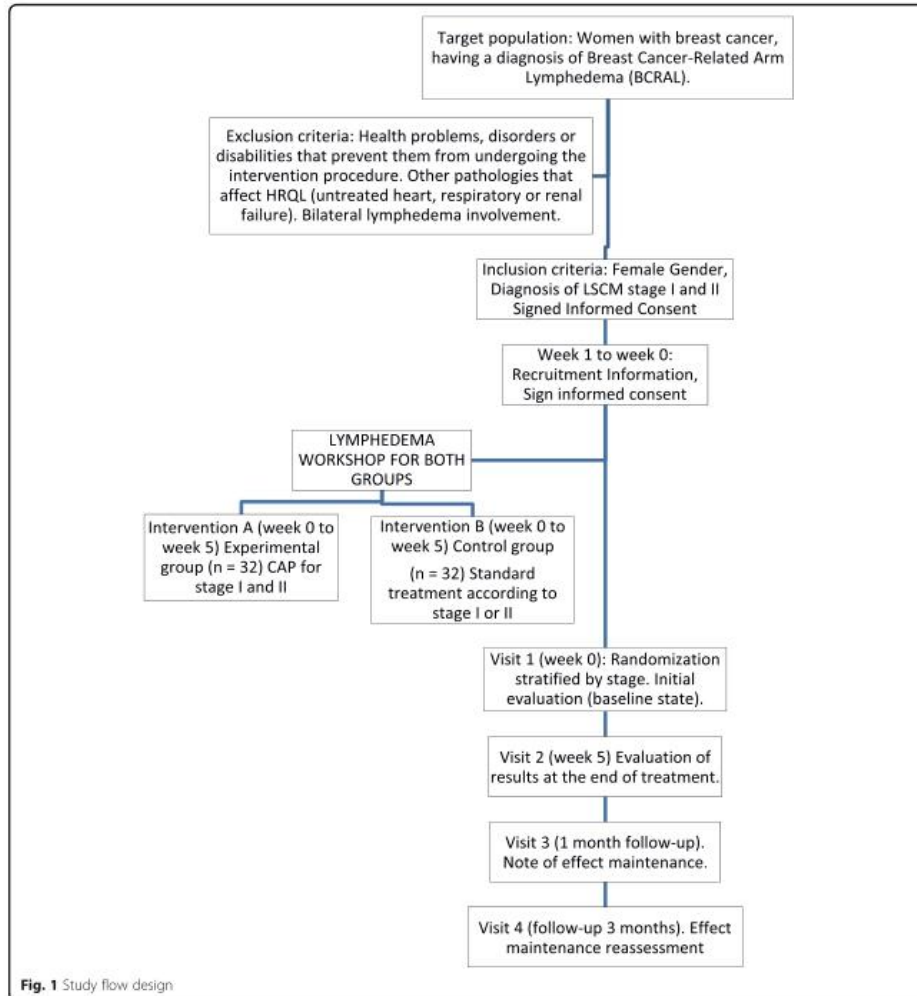 Target population: Women with breast cancer,
having a diagnosis of Breast Cancer-Related Arm
Lymphedema (BCRAL).
Exclusion criteria: Health problems, disorders or
disabilities that prevent them from undergoing the
intervention procedure. Other pathologies that
affect HRQL (untreated heart, respiratory or renal
failure). Bilateral lymphedema involvement.
Inclusion criteria: Female Gender,
Diagnosis of LSCM stage I and II
Signed Informed Consent
Week 1 to week 0:
Recruitment Information,
Sign informed consent
LYMPHEDEMA
WORKSHOP FOR BOTH
GROUPS
Intervention A (week 0 to
week 5) Experimental
group (n = 32) CAP for
stage I and II
Intervention B (week 0 to
week 5) Control group
(n = 32) Standard
treatment according to
stage I or II
Visit 1 (week 0): Randomization
stratified by stage. Initial
evaluation (baseline state).
Visit 2 (week 5) Evaluation of
results at the end of treatment.
Visit 3 (1 month follow-up).
Note of effect maintenance.
Visit 4 (follow-up 3 months). Effect
maintenance reassessment
Fig. 1 Study flow design